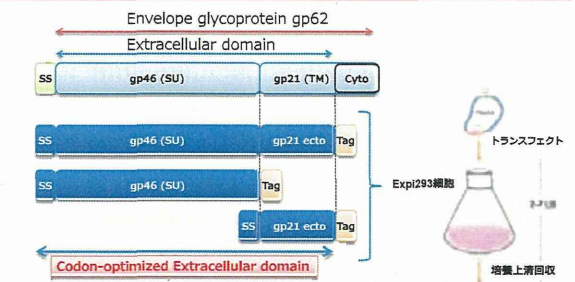 Envelope glycoprotein gp62
Extracellular domain
SS gp46 (SU) gp21 (TM) Cyto
SS gp46 (SU) gp21 ecto Tag
SS gp46 (SU) Tag
SS gp21 ecto Tag
Codon-optimized Extracellular domain
Expi293細胞
トランスフェクト
培養上清回収